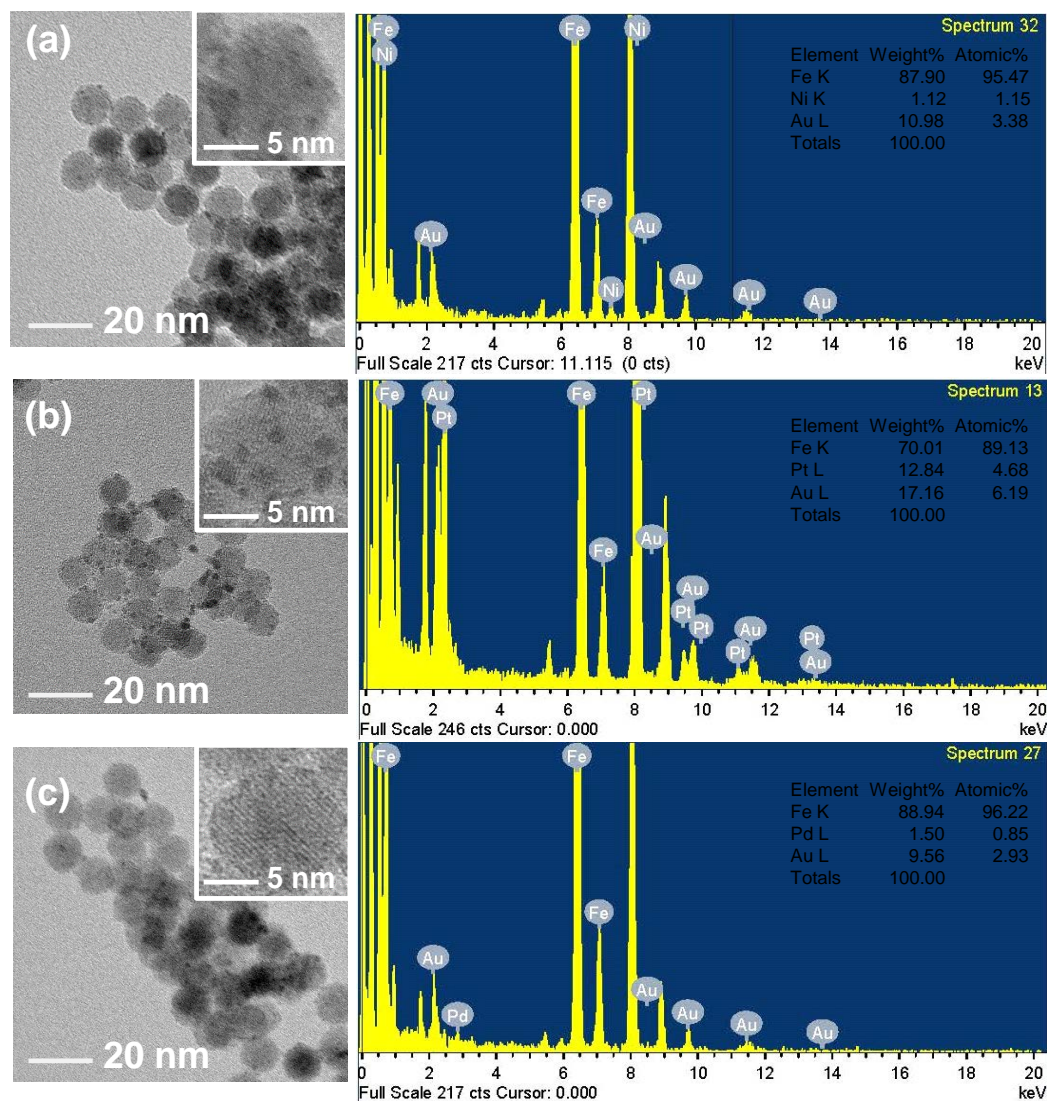 (a)
5 nm
20 nm
Spectrum 32
Element Weight% Atomic%
Fe K 87.90 95.47
Ni K 1.12 1.15
Au L 10.98 3.38
Totals 100.00
Fe Fe Ni
Ni
Fe
Au Au
Ni Au Au Au
0 2 4 6 8 10 12 14 16 18 20
Full Scale 217 cts Cursor: 11.115 (0 cts) keV
(b)
5 nm
20 nm
Spectrum 13
Element Weight% Atomic%
Fe K 70.01 89.13
Pt L 12.84 4.68
Au L 17.16 6.19
Totals 100.00
Fe Au Fe Pt
Pt
Fe Au
Au
Pt Pt Au Pt
Pt Au
0 2 4 6 8 10 12 14 16 18 20
Full Scale 246 cts Cursor: 0.000 keV
(c)
5 nm
20 nm
Spectrum 27
Element Weight% Atomic%
Fe K 88.94 96.22
Pd L 1.50 0.85
Au L 9.56 2.93
Totals 100.00
Fe Fe
Fe
Au
Au
Pd Au Au Au
0 2 4 6 8 10 12 14 16 18 20
Full Scale 217 cts Cursor: 0.000 keV